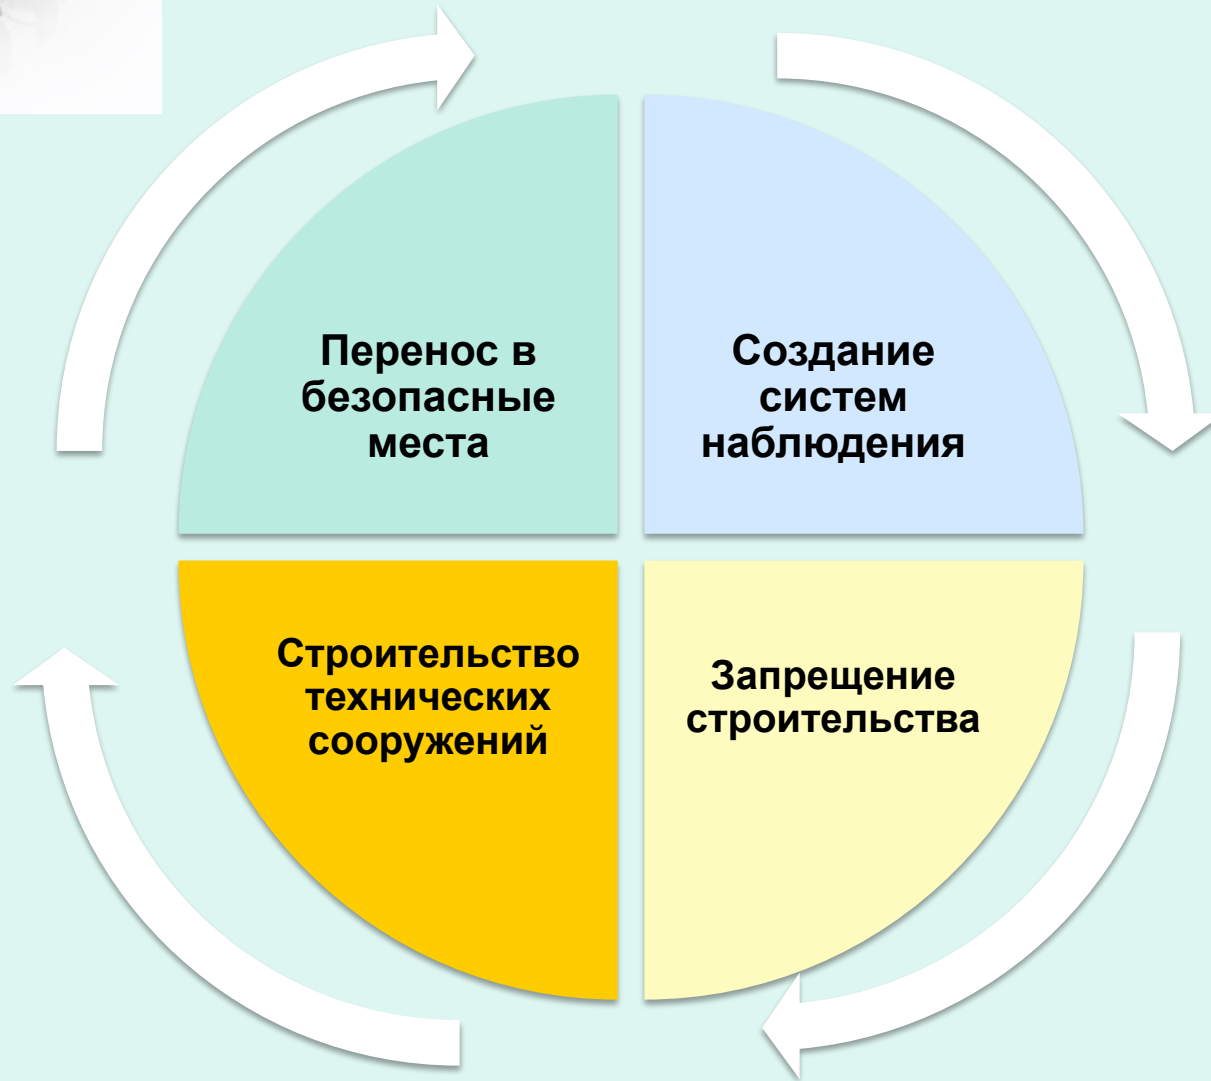 Перенос в
безопасные
места
Создание
систем
наблюдения
Строительство
технических
сооружений
Запрещение
строительства